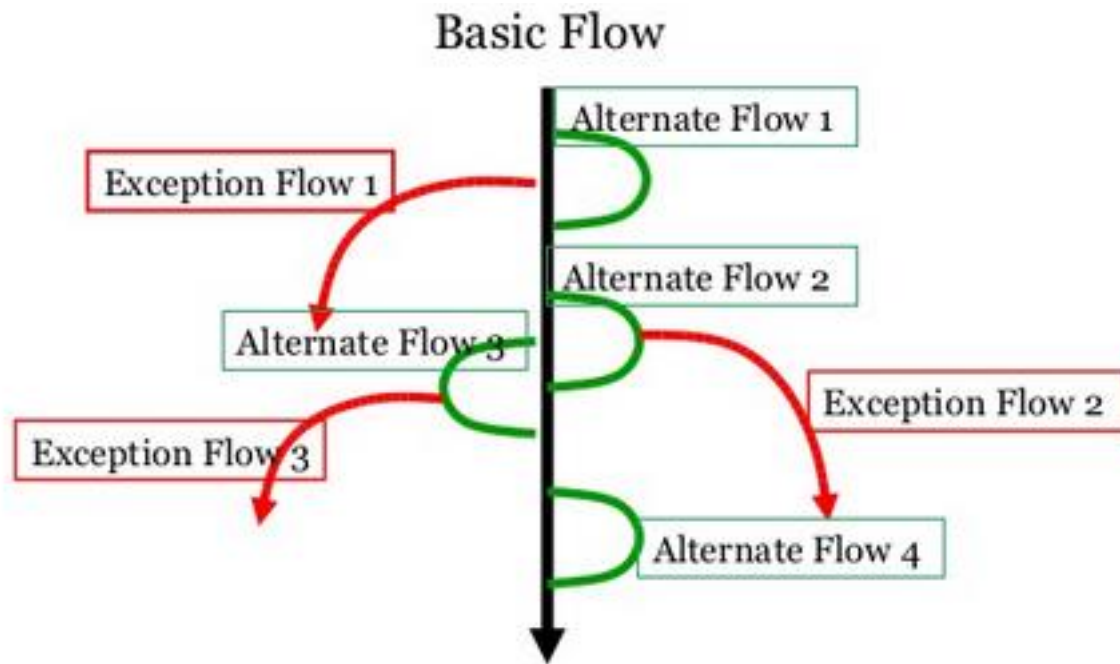 Basic Flow
Alternate Flow 1
Exception Flow 1
Alternate Flow 2
Alternate Flow 3
Exception Flow 2
Exception Flow 3
Alternate Flow 4